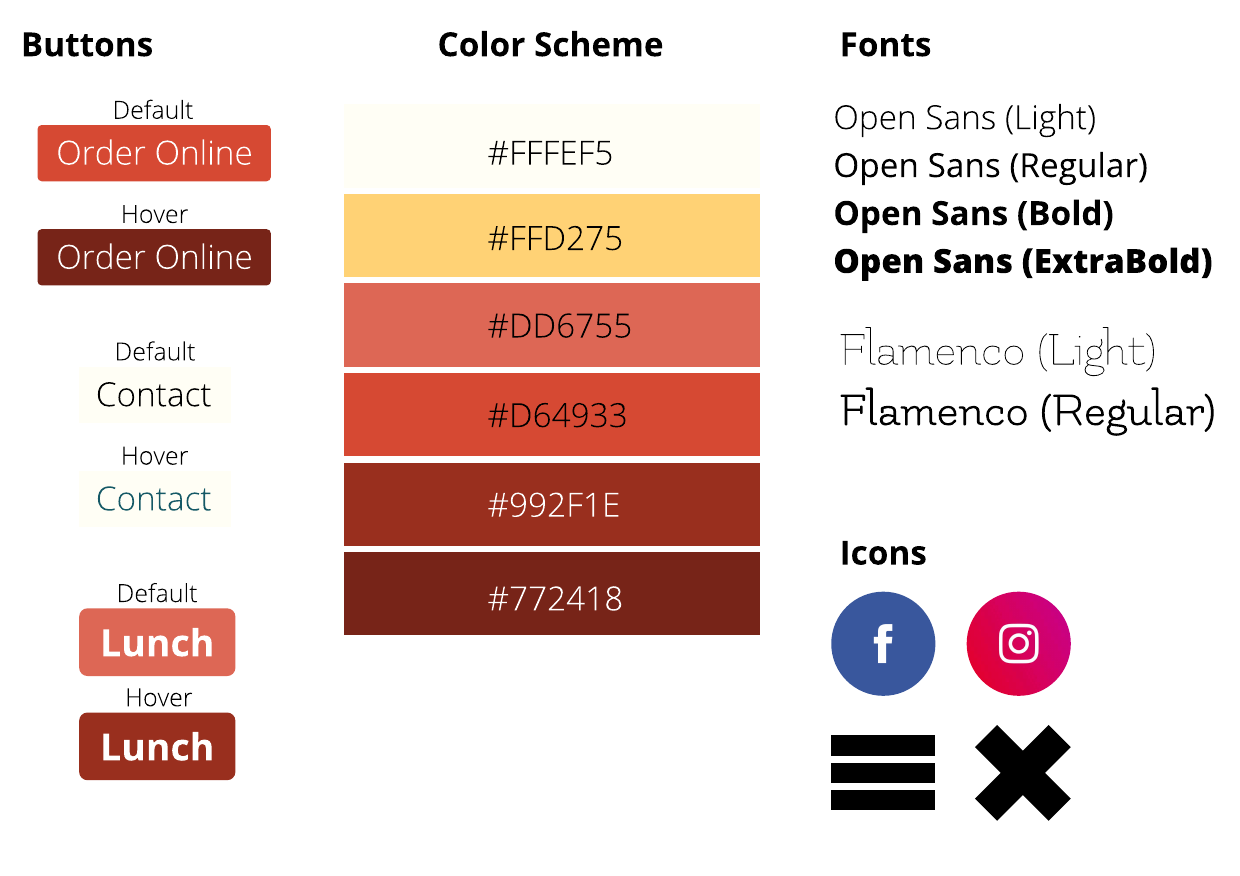 Buttons
Default
Order Online
Hover
Order Online
Default
Contact
Hover
Contact
Default
Lunch
Hover
Lunch
Color Scheme
#FFFEF5
#FFD275
#DD6755
#D64933
#992F1E
#772418
Fonts
Open Sans (Light)
Open Sans (Regular)
Open Sans (Bold)
Open Sans (ExtraBold)
Flamenco (Light)
Flamenco (Regular)
Icons
f